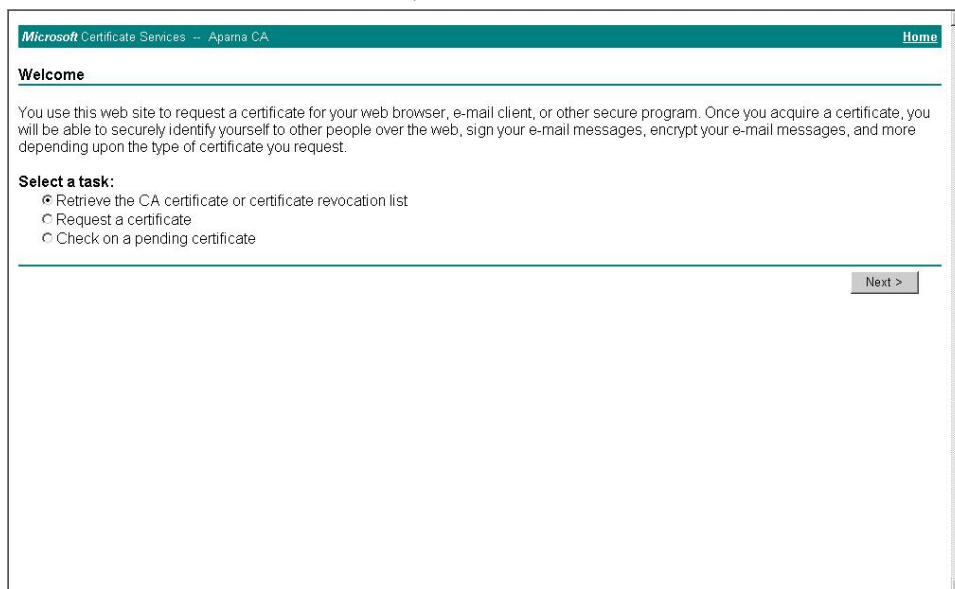 Microsoft Certificate Services -- Aparna CA Home
Welcome
You use this web site to request a certificate for your web browser, e-mail client, or other secure program. Once you acquire a certificate, you
will be able to securely identify yourself to other people over the web, sign your e-mail messages, encrypt your e-mail messages, and more
depending upon the type of certificate you request.
Select a task:
Retrieve the CA certificate or certificate revocation list
Request a certificate
Check on a pending certificate
Next >